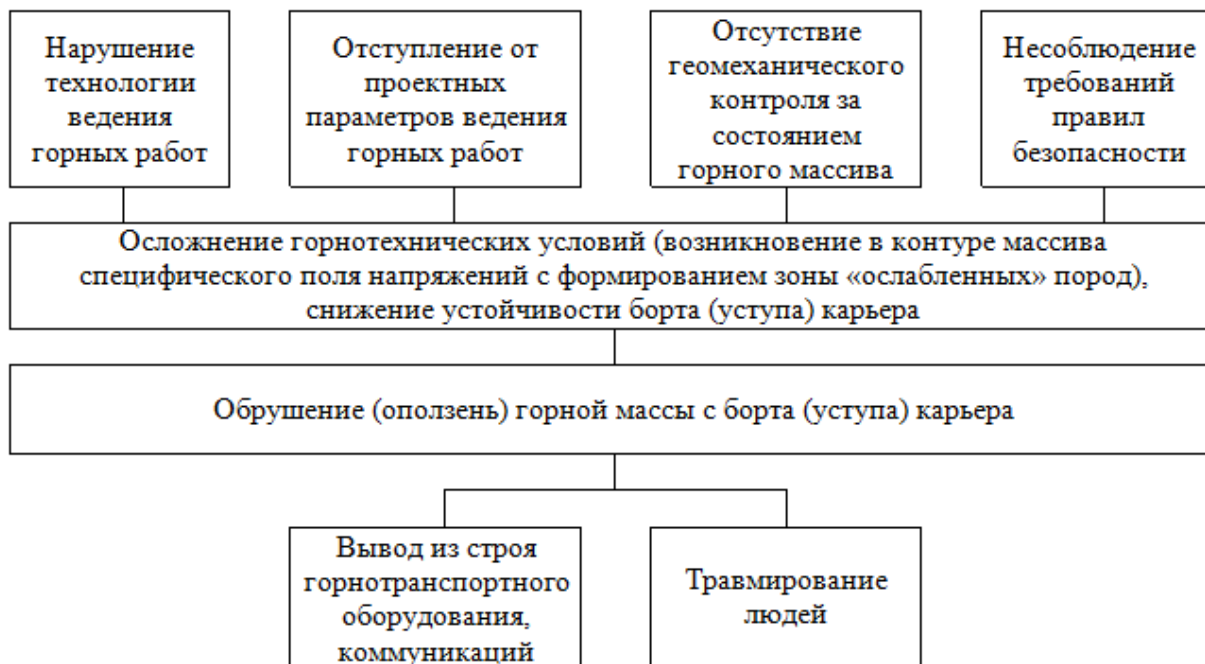 Нарушение
технологии
ведения
горных работ
Отступление от
проектных
параметров ведения
горных работ
Отсутствие
геомеханического
контроля за
состоянием
горного массива
Несоблюдение
требований
правил
безопасности
Осложнение горнотехнических условий (возникновение в контуре массива
специфического поля напряжений с формированием зоны «ослабленных» пород),
снижение устойчивости борта (уступа) карьера
Обрушение (оползень) горной массы с борта (уступа) карьера
Вывод из строя
горнотранспортного
оборудования,
коммуникаций
Травмирование
людей